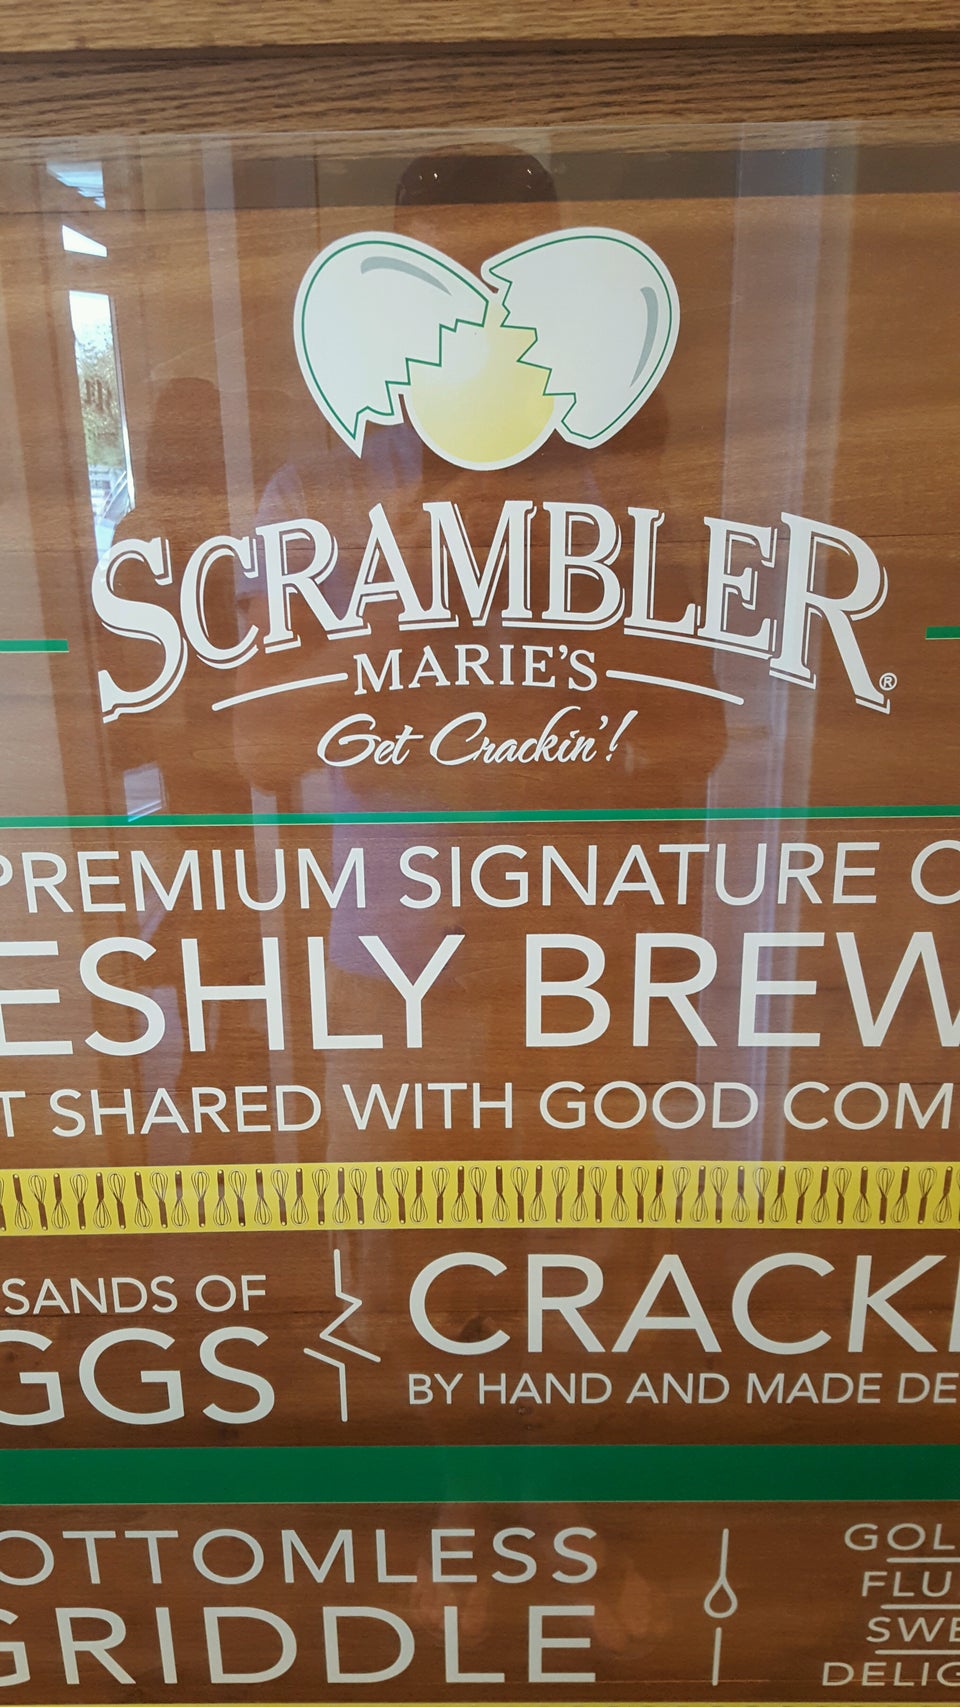 SCRAMBLER®
MARIE'S
Get Crackin'!
PREMIUM SIGNATURE
ESHLY BREW
T SHARED WITH GOOD COM
SANDS OF
GGS
CRACK
BY HAND AND MADE DE
OTTOMLESS
GRIDDLE
GOL
FLU
SWE
DELIG